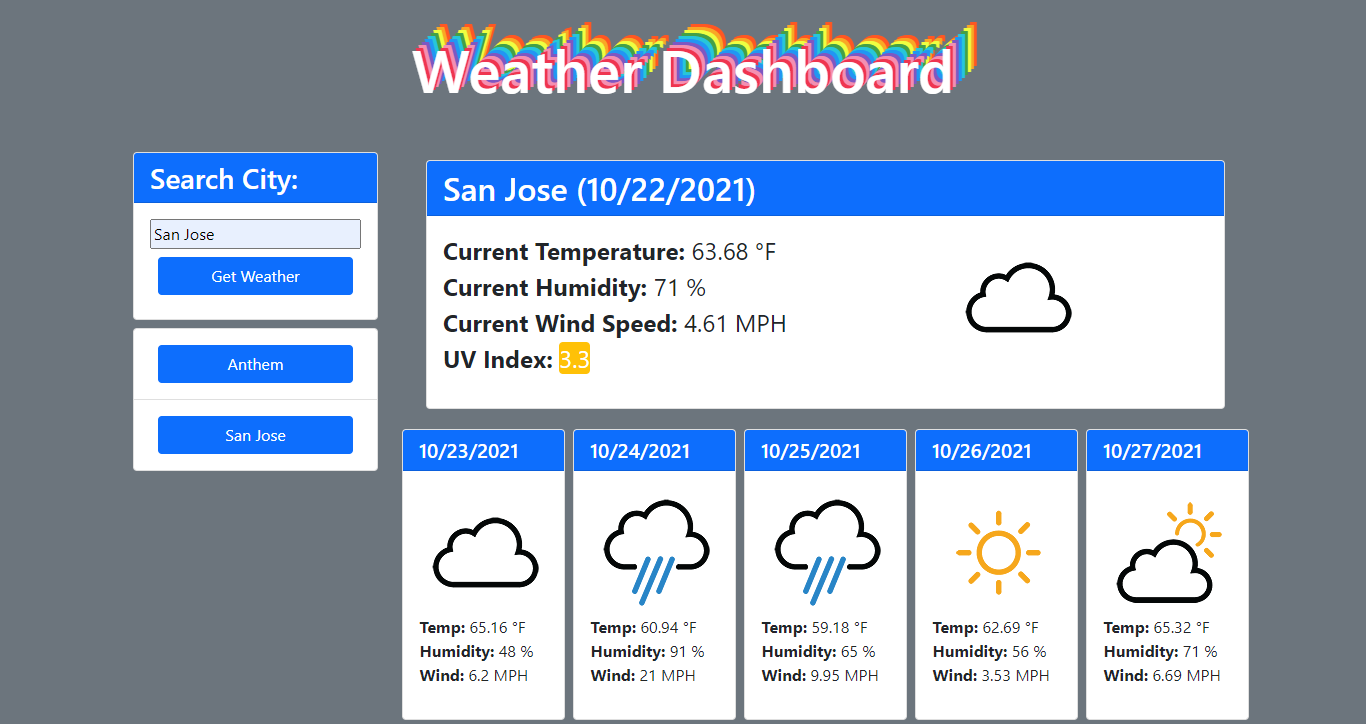 Weather Dashboard
Search City:
San Jose
Get Weather
Anthem
San Jose
San Jose (10/22/2021)
Current Temperature: 63.68 °F
Current Humidity: 71 %
Current Wind Speed: 4.61 MPH
UV Index: 3.3
10/23/2021
Temp: 65.16 °F
Humidity: 48 %
Wind: 6.2 MPH
10/24/2021
Temp: 60.94 °F
Humidity: 91 %
Wind: 21 MPH
10/25/2021
Temp: 59.18 °F
Humidity: 65 %
Wind: 9.95 MPH
10/26/2021
Temp: 62.69 °F
Humidity: 56 %
Wind: 3.53 MPH
10/27/2021
Temp: 65.32 °F
Humidity: 71 %
Wind: 6.69 MPH